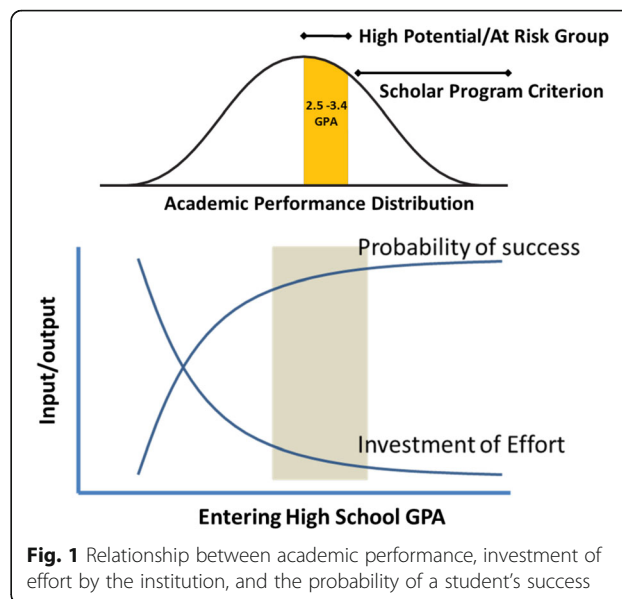 High Potential/At Risk Group
Scholar Program Criterion
2.5 -3.4
GPA
Academic Performance Distribution
Probability of success
Input/output
Investment of Effort
Entering High School GPA
Fig. 1 Relationship between academic performance, investment of
effort by the institution, and the probability of a student’s success